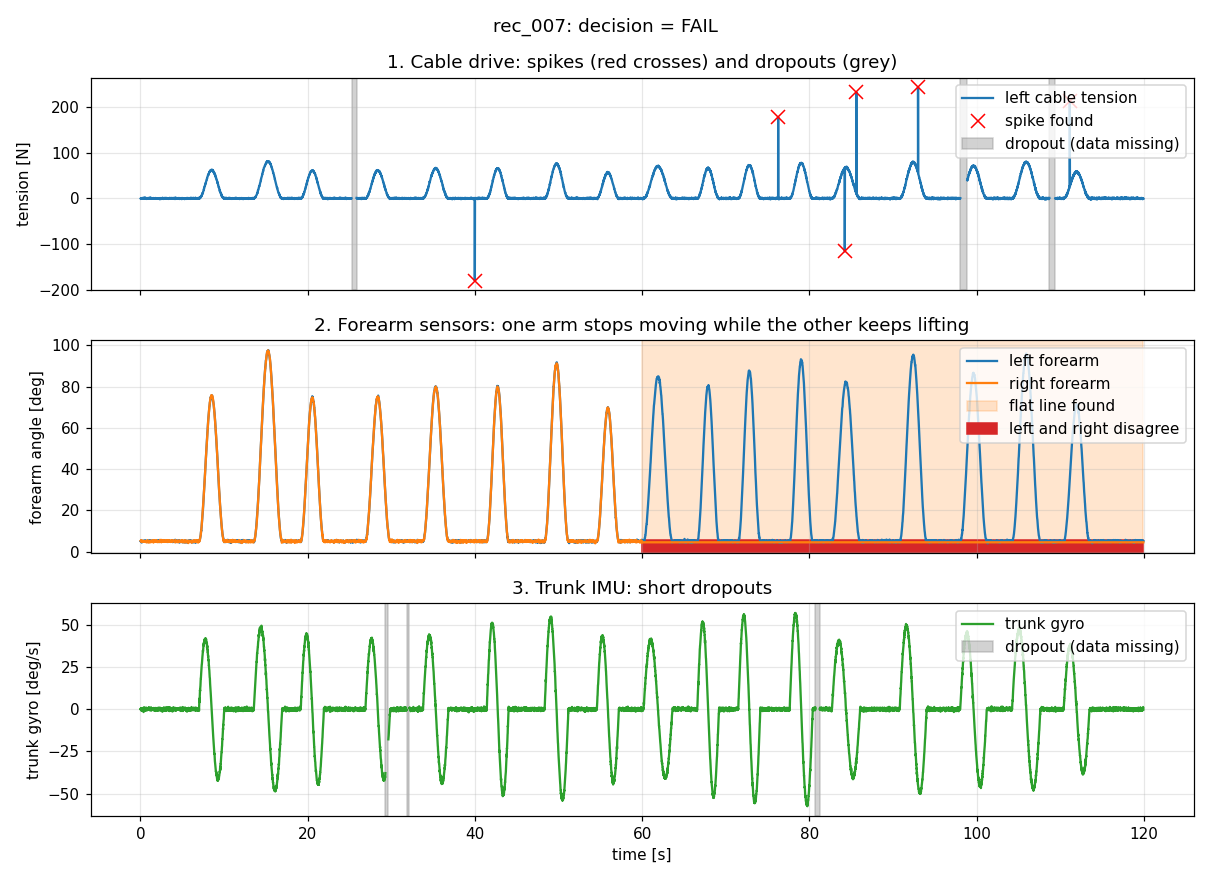 rec_007: decision = FAIL
1. Cable drive: spikes (red crosses) and dropouts (grey)
tension [N]
200
100
0
−100
−200
left cable tension
spike found
dropout (data missing)
2. Forearm sensors: one arm stops moving while the other keeps lifting
forearm angle [deg]
100
80
60
40
20
0
left forearm
right forearm
flat line found
left and right disagree
3. Trunk IMU: short dropouts
trunk gyro [deg/s]
50
25
0
−25
−50
trunk gyro
dropout (data missing)
0 20 40 60 80 100 120
time [s]